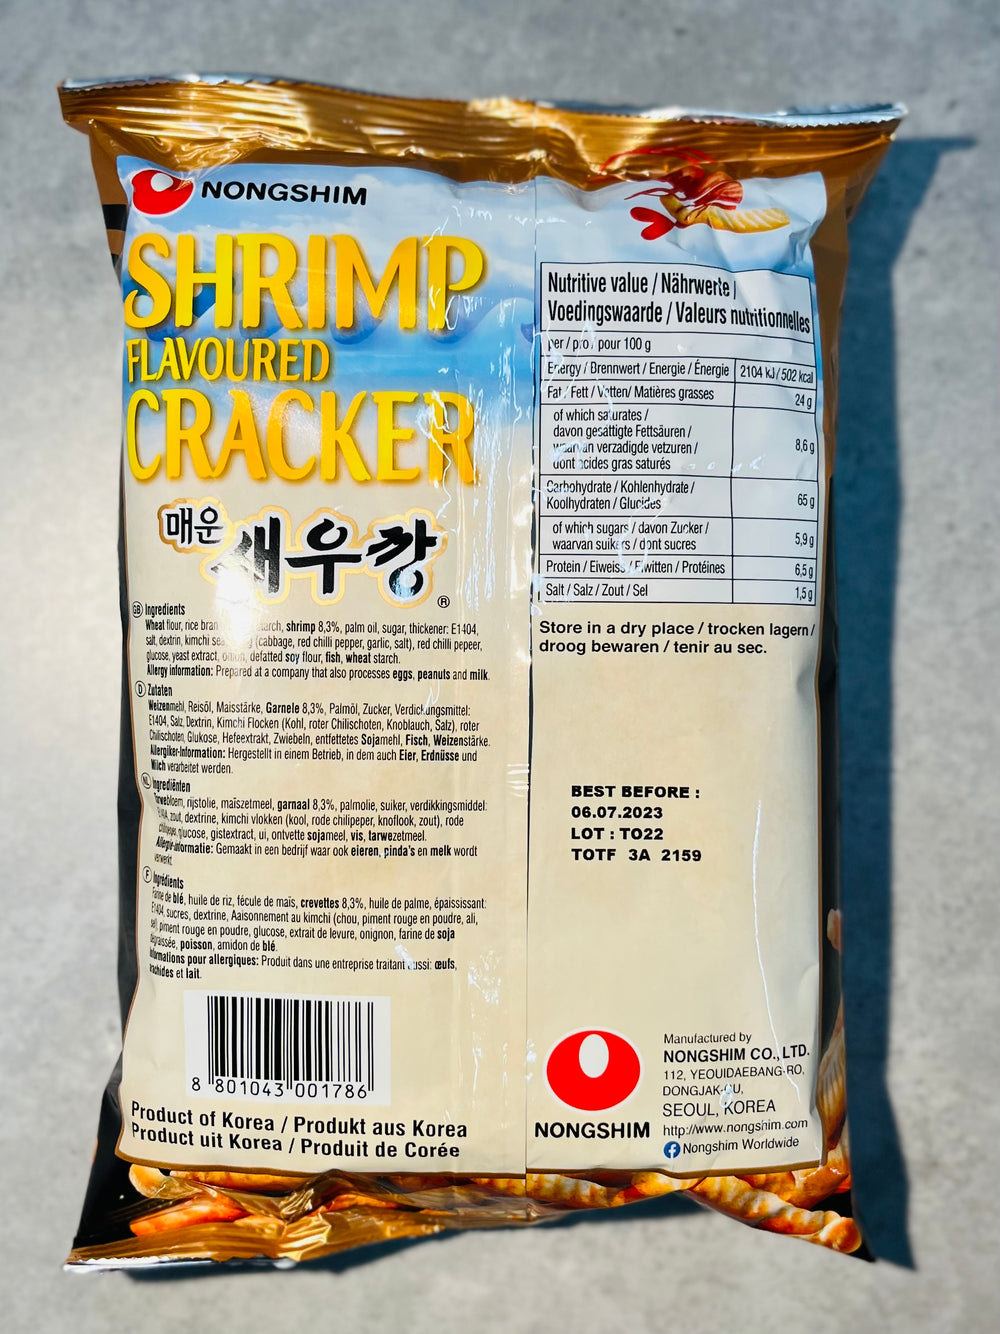 NONGSHIM
SHRIMP
FLAVOURED
CRACKER
매운
새우깡
®
GB Ingredients
Wheat flour, rice bran starch, shrimp 8,3%, palm oil, sugar, thickener: E1404,
salt, dextrin, kimchi (cabbage, red chilli pepper, garlic, salt), red chilli pepeer,
glucose, yeast extract, onion, defatted soy flour, fish, wheat starch.
Allergy information: Prepared at a company that also processes eggs, peanuts and milk.
D Zutaten
Weizenmehl, Reisöl, Maisstärke, Garnele 8,3%, Palmöl, Zucker, Verdickungsmittel:
E1404, Salz, Dextrin, Kimchi Flocken (Kohl, roter Chilischoten, Knoblauch, Salz), roter
Chilischoten, Glukose, Hefeextrakt, Zwiebeln, entfettetes Sojamehl, Fisch, Weizenstärke.
Allergiker-Information: Hergestellt in einem Betrieb, in dem auch Eier, Erdnüsse und
Milch verarbeitet werden.
NL Ingrediënten
Tarwebloem, rijstolie, maïszetmeel, garnaal 8,3%, palmolie, suiker, verdikkingsmiddel:
zout, dextrine, kimchi vlokken (kool, rode chilipeper, knoflook, zout), rode
chilipeper, glucose, gistextract, ui, ontvette sojameel, vis, tarwezetmeel.
Allergie-informatie: Gemaakt in een bedrijf waar ook eieren, pinda's en melk wordt
verwerkt.
F Ingrédients
Farine de blé, huile de riz, fécule de maïs, crevettes 8,3%, huile de palme, épaississant:
E1404, sucres, dextrine, Aaisonnement au kimchi (chou, piment rouge en poudre, ail,
sel), piment rouge en poudre, glucose, extrait de levure, onignon, farine de soja
dégraissée, poisson, amidon de blé.
Informations pour allergiques: Produit dans une entreprise traitant aussi: œufs,
arachides et lait.
8 801043 001786
Product of Korea / Produkt aus Korea
Product uit Korea / Produit de Corée
Nutritive value / Nährwerte /
Voedingswaarde / Valeurs nutritionnelles
per / pro / pour 100 g
Energy / Brennwert / Energie / Énergie 2104 kJ / 502 kcal
Fat / Fett / Vetten/ Matières grasses 24 g
of which saturates /
davon gesättigte Fettsäuren /
waarvan verzadigde vetzuren /
dont acides gras saturés 8,6 g
Carbohydrate / Kohlenhydrate /
Koolhydraten / Glucides 65 g
of which sugars / davon Zucker /
waarvan suikers / dont sucres 5,9 g
Protein / Eiweiss / Eiwitten / Protéines 6,5 g
Salt / Salz / Zout / Sel 1,5 g
Store in a dry place / trocken lagern /
droog bewaren / tenir au sec.
BEST BEFORE :
06.07.2023
LOT : TO22
TOTF 3A 2159
NONGSHIM
Manufactured by
NONGSHIM CO., LTD.
112, YEOUIDAEBANG-RO,
DONGJAK-GU,
SEOUL, KOREA
http://www.nongshim.com
Nongshim Worldwide